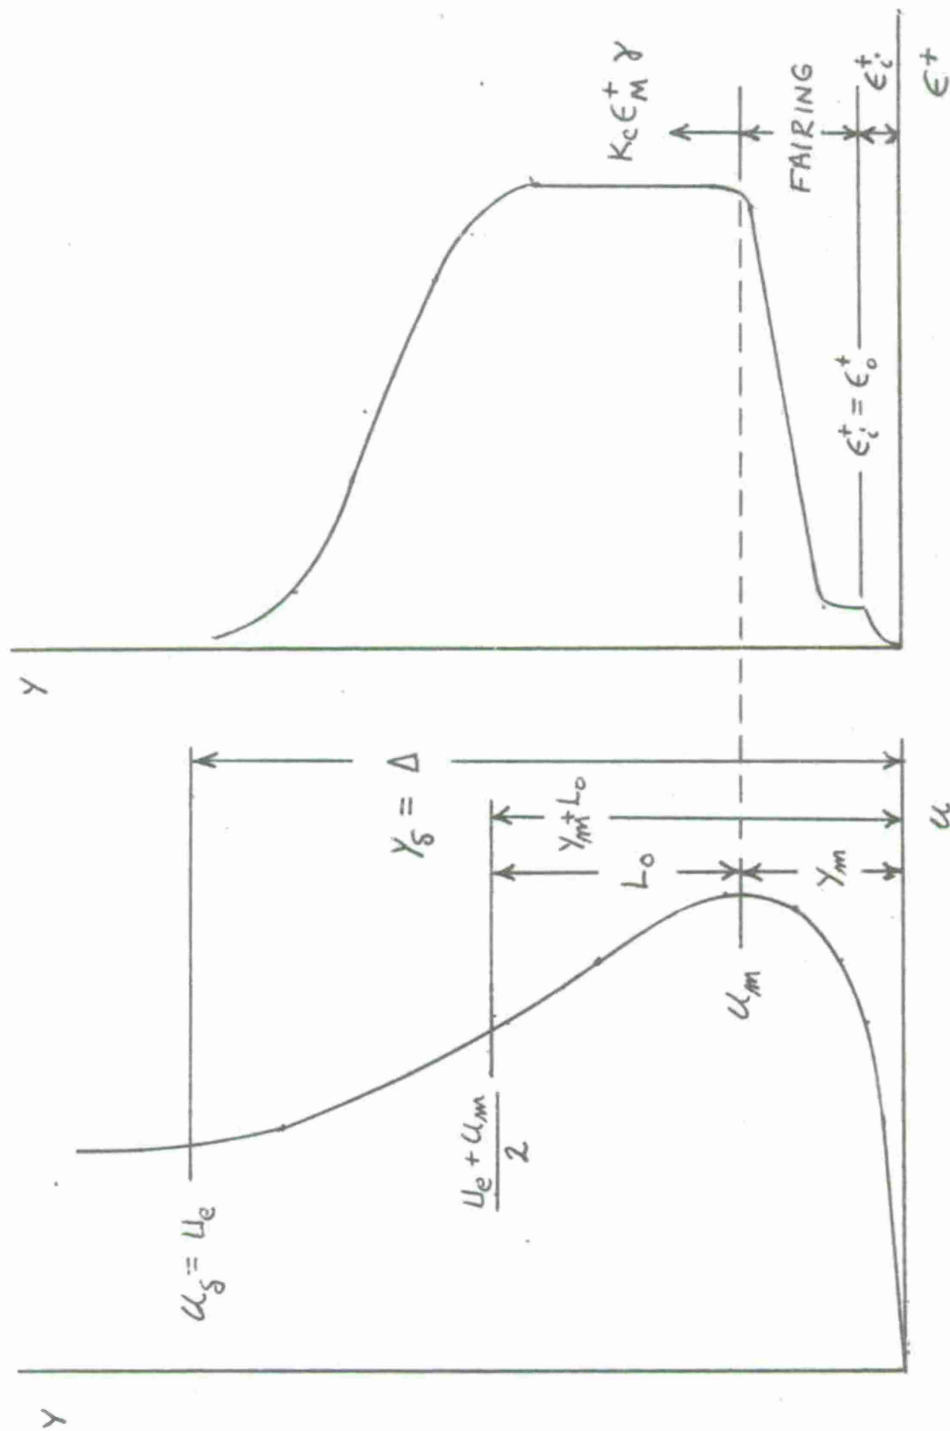 Y
u_δ = u_e
(u_e + u_m)/2
u_m
Y_δ = Δ
Y_m + L_o
L_o
Y_m
u
Y
K_c ϵ_M^+ γ
FAIRING
ϵ_i^+ = ϵ_o^+
ϵ_i^+
ϵ^+